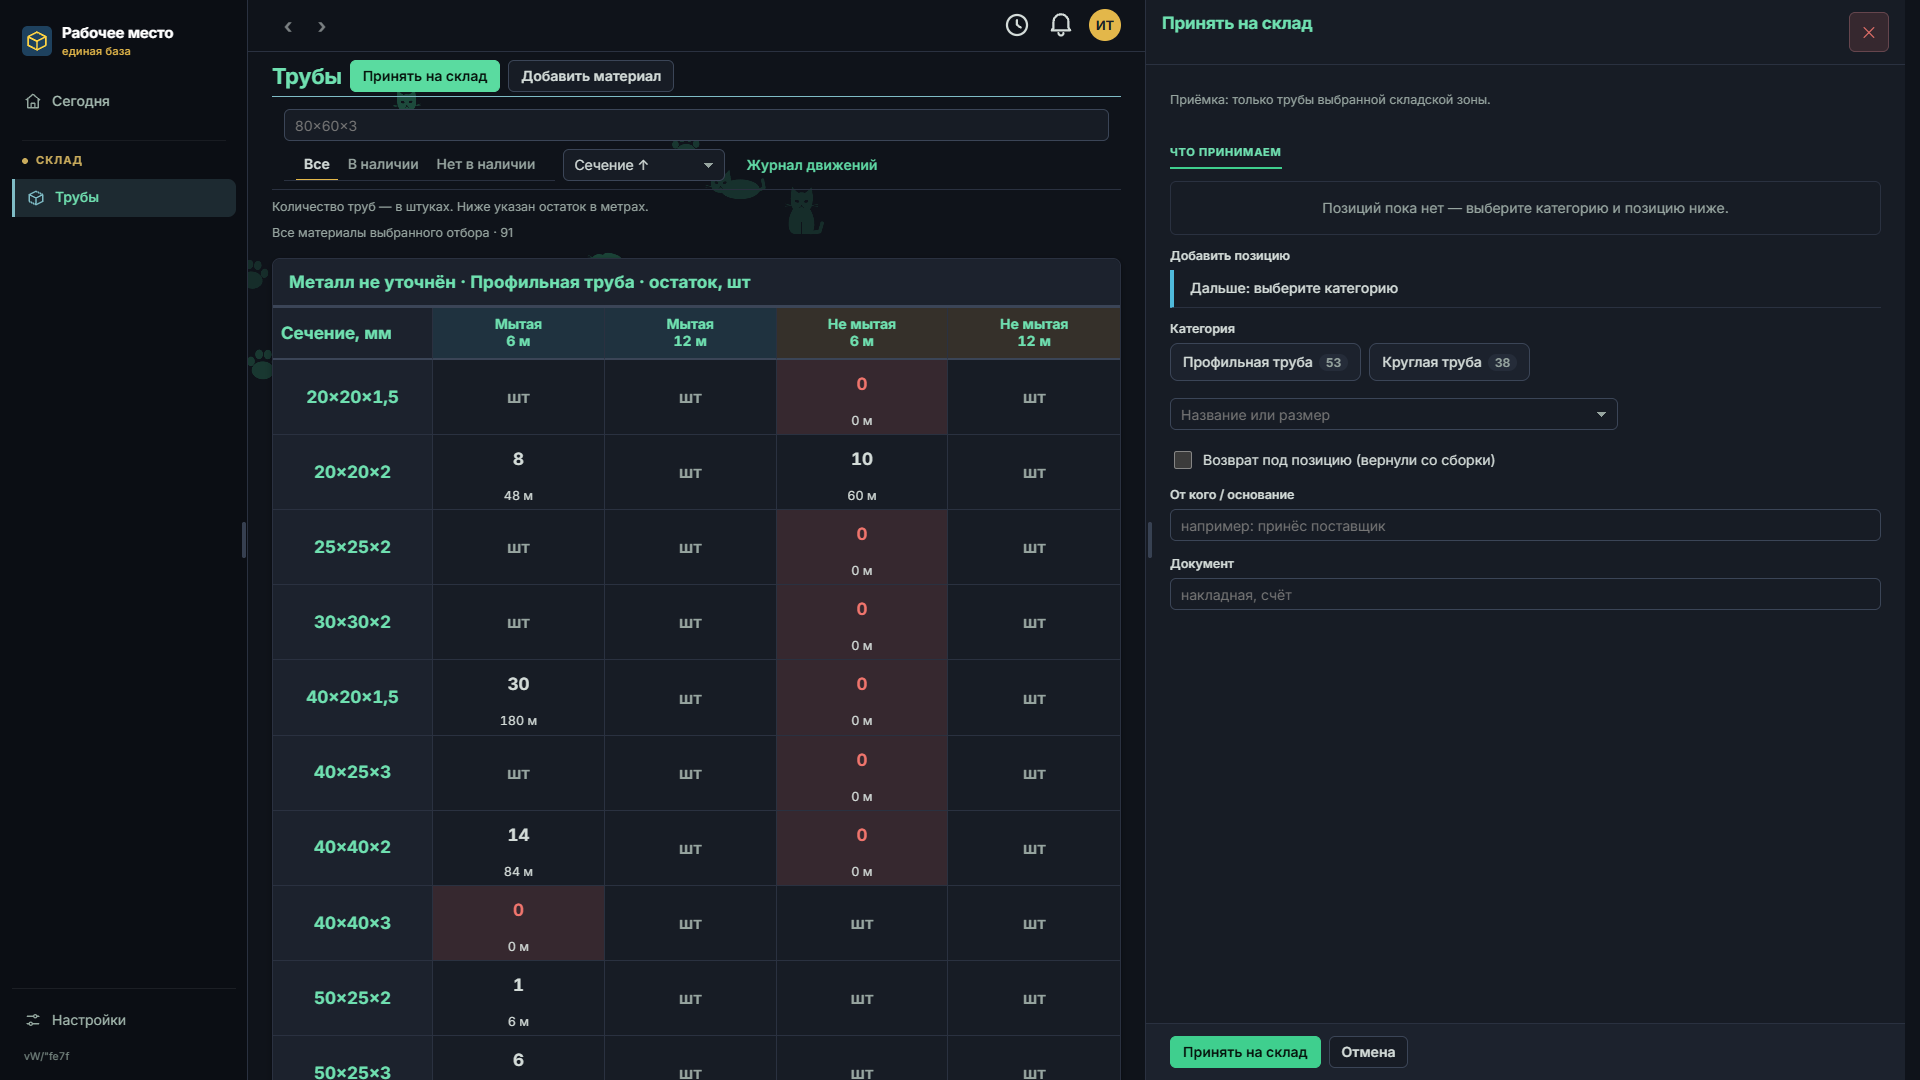 Рабочее место
единая база
Сегодня
СКЛАД
Трубы
Настройки
vW/"fe7f
ИТ
Трубы
Принять на склад
Добавить материал
80×60×3
Все
В наличии
Нет в наличии
Сечение ↑
Журнал движений
Количество труб — в штуках. Ниже указан остаток в метрах.
Все материалы выбранного отбора · 91
Металл не уточнён · Профильная труба · остаток, шт
Сечение, мм
Мытая
6 м
Мытая
12 м
Не мытая
6 м
Не мытая
12 м
20×20×1,5
шт
шт
0
0 м
шт
20×20×2
8
48 м
шт
10
60 м
шт
25×25×2
шт
шт
0
0 м
шт
30×30×2
шт
шт
0
0 м
шт
40×20×1,5
30
180 м
шт
0
0 м
шт
40×25×3
шт
шт
0
0 м
шт
40×40×2
14
84 м
шт
0
0 м
шт
40×40×3
0
0 м
шт
шт
шт
50×25×2
1
6 м
шт
шт
шт
50×25×3
6
шт
шт
шт
Принять на склад
Приёмка: только трубы выбранной складской зоны.
ЧТО ПРИНИМАЕМ
Позиций пока нет — выберите категорию и позицию ниже.
Добавить позицию
Дальше: выберите категорию
Категория
Профильная труба 53
Круглая труба 38
Название или размер
Возврат под позицию (вернули со сборки)
От кого / основание
например: принёс поставщик
Документ
накладная, счёт
Принять на склад
Отмена